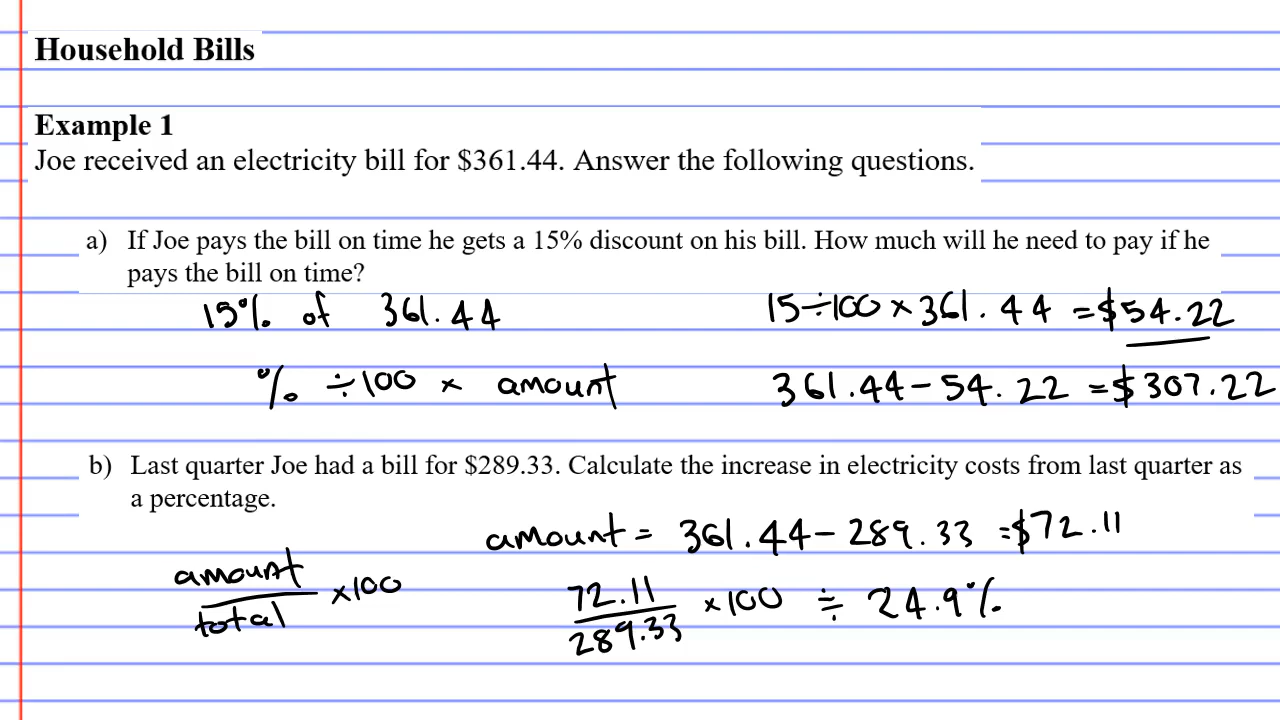 Household Bills
Example 1
Joe received an electricity bill for $361.44. Answer the following questions.
a) If Joe pays the bill on time he gets a 15% discount on his bill. How much will he need to pay if he
pays the bill on time?
15% of 361.44
15÷100 × 361.44 = $54.22
% ÷100 × amount
361.44 - 54.22 = $307.22
b) Last quarter Joe had a bill for $289.33. Calculate the increase in electricity costs from last quarter as
a percentage.
amount = 361.44 - 289.33 = $72.11
amount
total
×100
72.11
289.33
×100 ≑ 24.9%